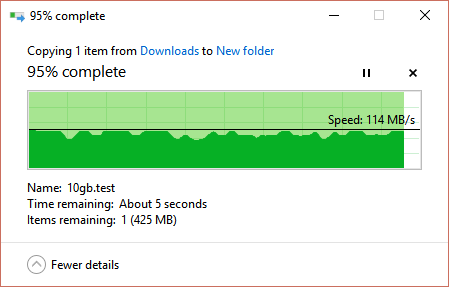 95% complete
Copying 1 item from Downloads to New folder
95% complete
Speed: 114 MB/s
Name: 10gb.test
Time remaining: About 5 seconds
Items remaining: 1 (425 MB)
Fewer details